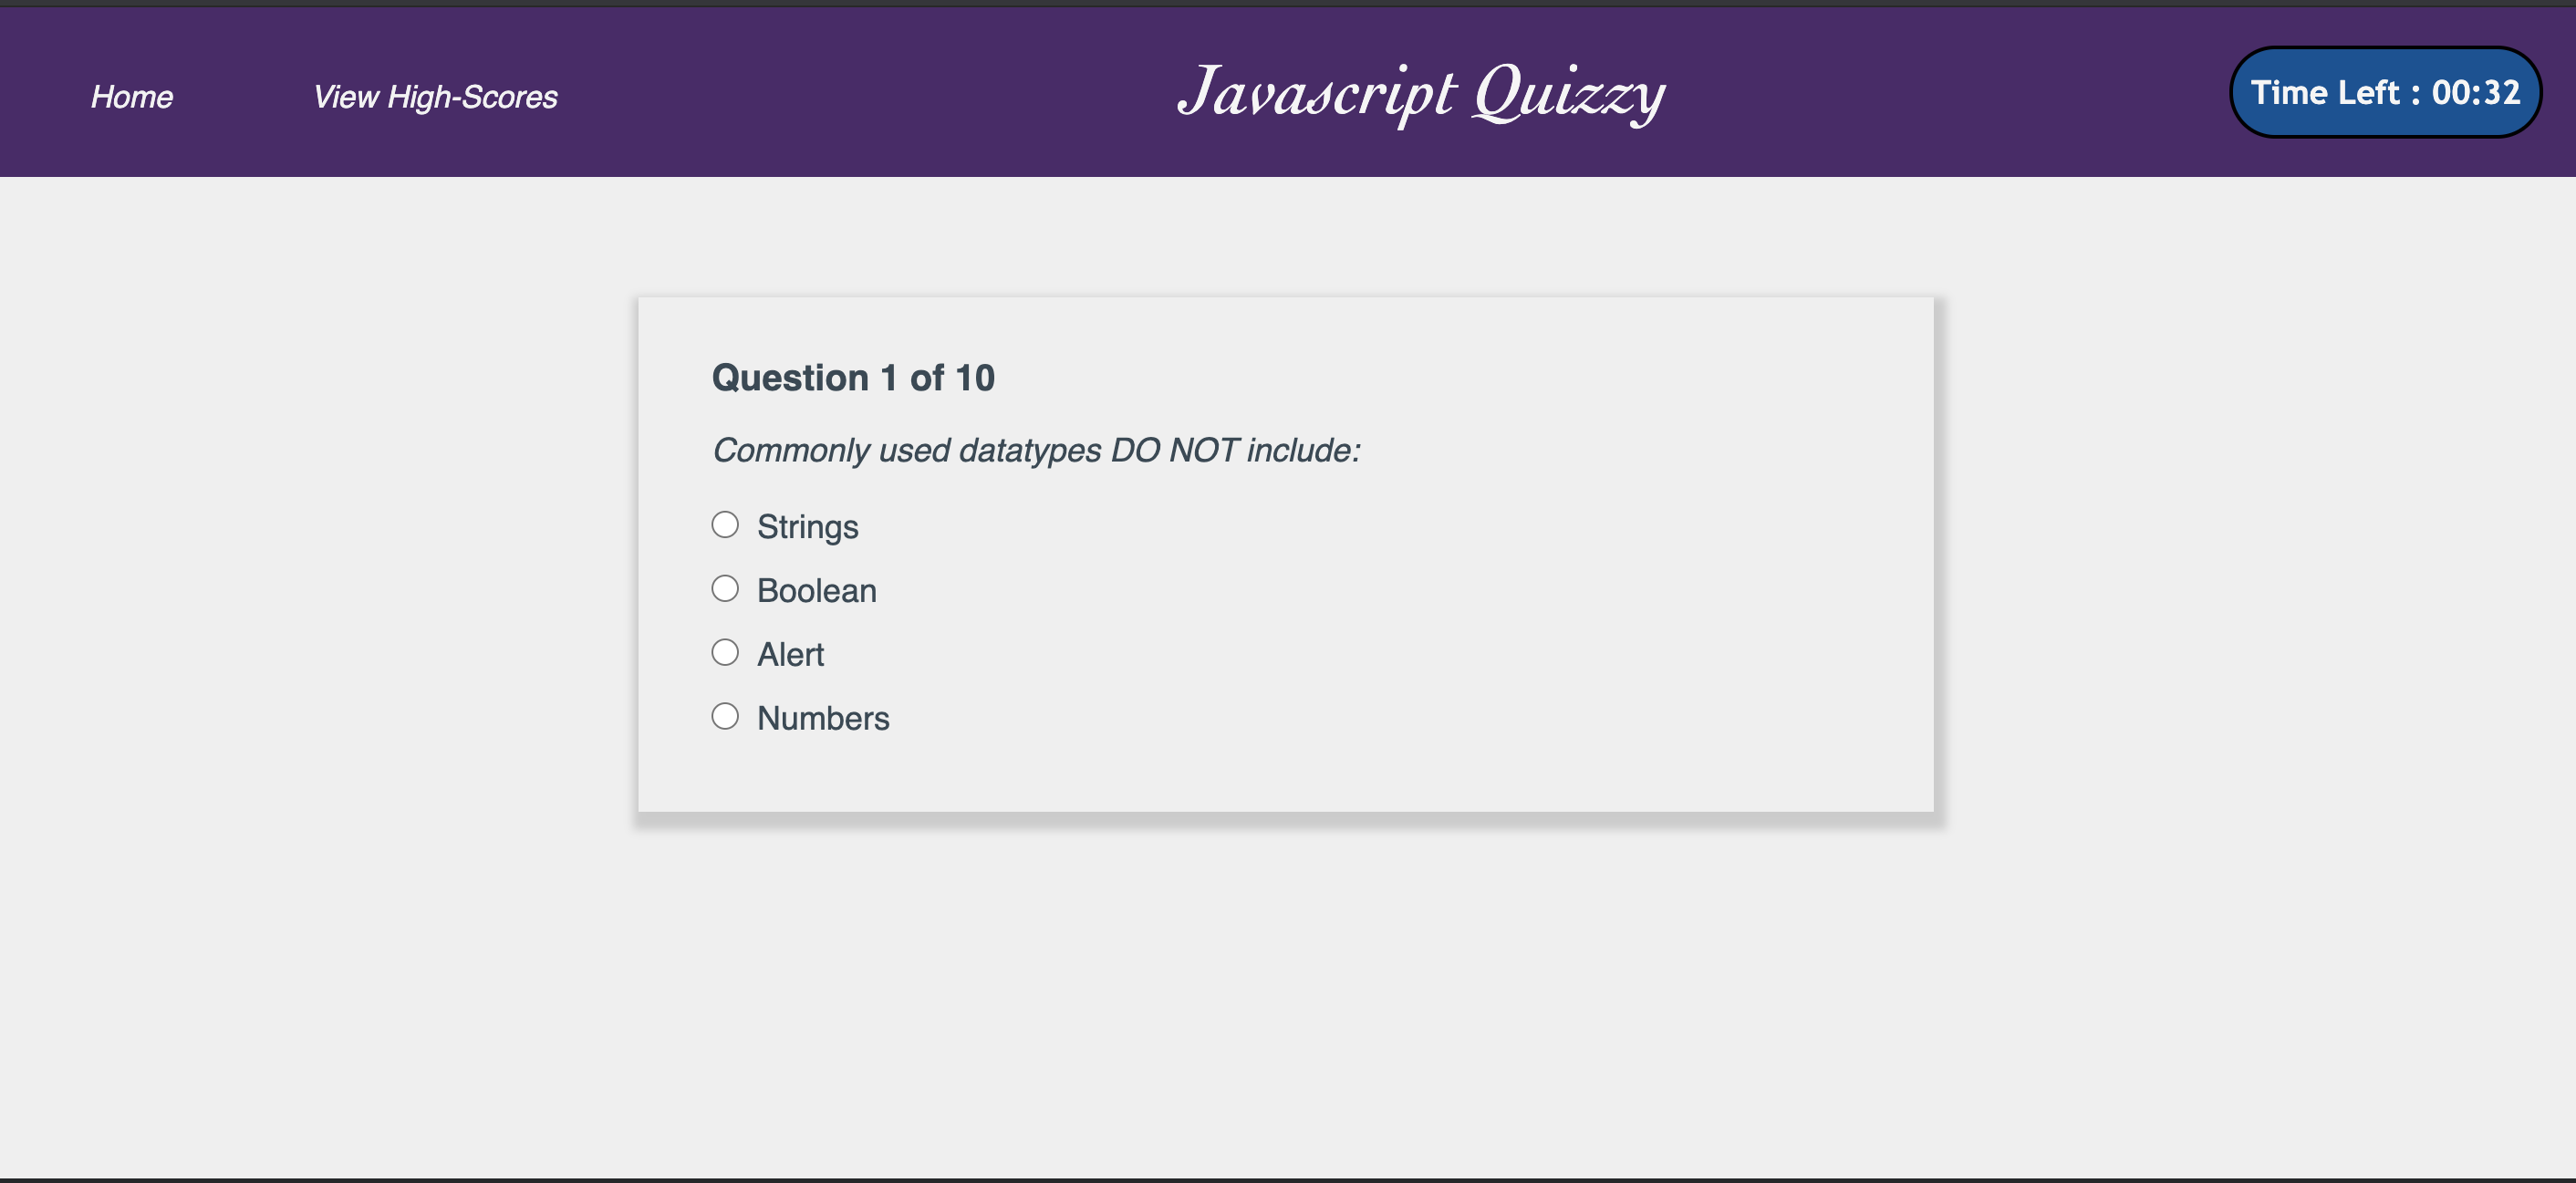 Home View High-Scores Javascript Quizzy Time Left : 00:32
Question 1 of 10
Commonly used datatypes DO NOT include:
Strings
Boolean
Alert
Numbers